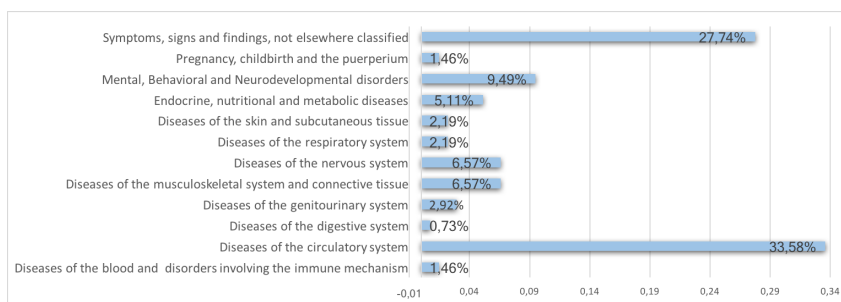 Symptoms, signs and findings, not elsewhere classified 27,74%
Pregnancy, childbirth and the puerperium 1,46%
Mental, Behavioral and Neurodevelopmental disorders 9,49%
Endocrine, nutritional and metabolic diseases 5,11%
Diseases of the skin and subcutaneous tissue 2,19%
Diseases of the respiratory system 2,19%
Diseases of the nervous system 6,57%
Diseases of the musculoskeletal system and connective tissue 6,57%
Diseases of the genitourinary system 2,92%
Diseases of the digestive system 0,73%
Diseases of the circulatory system 33,58%
Diseases of the blood and disorders involving the immune mechanism 1,46%
-0,01 0,04 0,09 0,14 0,19 0,24 0,29 0,34